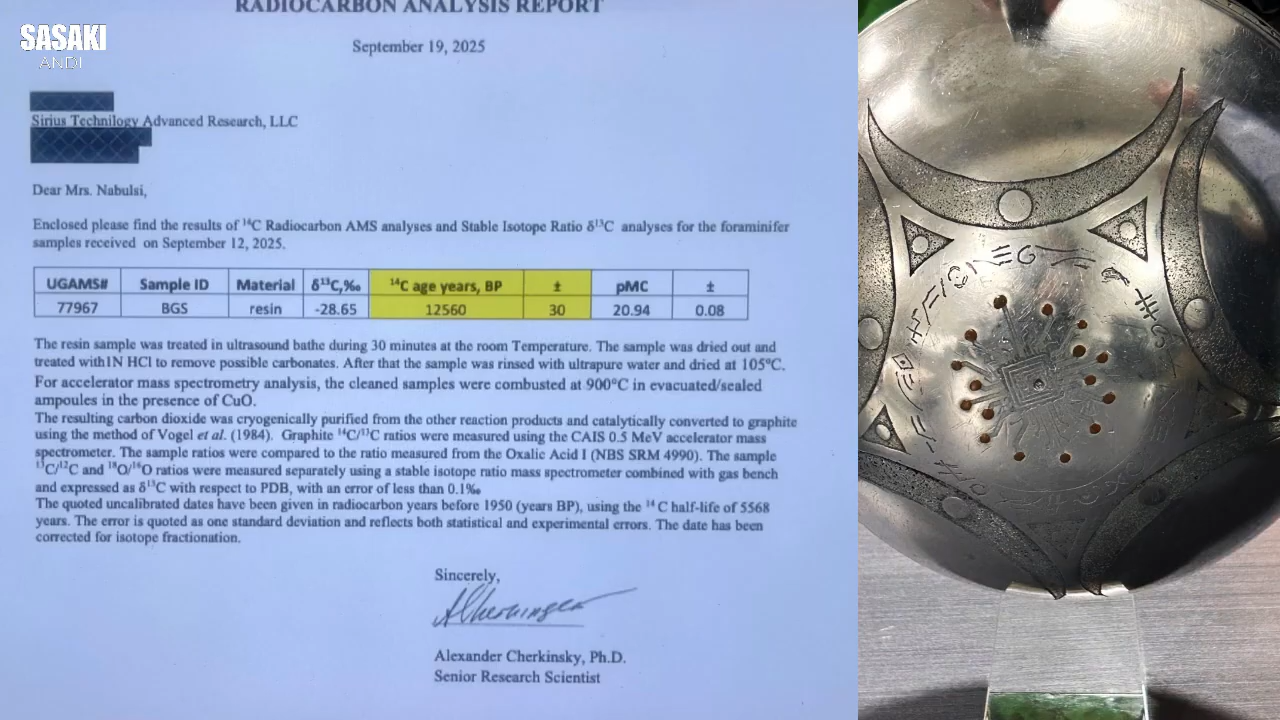 RADIOCARBON ANALYSIS REPORT
SASAKI
ANDI
September 19, 2025
Sirius Technilogy Advanced Research, LLC
Dear Mrs. Nabulsi,
Enclosed please find the results of ¹⁴C Radiocarbon AMS analyses and Stable Isotope Ratio δ¹³C analyses for the foraminifer
samples received on September 12, 2025.
UGAMS# Sample ID Material δ¹³C,‰ ¹⁴C age years, BP ± pMC ±
77967 BGS resin -28.65 12560 30 20.94 0.08
The resin sample was treated in ultrasound bathe during 30 minutes at the room Temperature. The sample was dried out and
treated with1N HCl to remove possible carbonates. After that the sample was rinsed with ultrapure water and dried at 105°C.
For accelerator mass spectrometry analysis, the cleaned samples were combusted at 900°C in evacuated/sealed
ampoules in the presence of CuO.
The resulting carbon dioxide was cryogenically purified from the other reaction products and catalytically converted to graphite
using the method of Vogel et al. (1984). Graphite ¹⁴C/¹³C ratios were measured using the CAIS 0.5 MeV accelerator mass
spectrometer. The sample ratios were compared to the ratio measured from the Oxalic Acid I (NBS SRM 4990). The sample
¹³C/¹²C and ¹⁸O/¹⁶O ratios were measured separately using a stable isotope ratio mass spectrometer combined with gas bench
and expressed as δ¹³C with respect to PDB, with an error of less than 0.1‰
The quoted uncalibrated dates have been given in radiocarbon years before 1950 (years BP), using the ¹⁴C half-life of 5568
years. The error is quoted as one standard deviation and reflects both statistical and experimental errors. The date has been
corrected for isotope fractionation.
Sincerely,
Alexander Cherkinsky, Ph.D.
Senior Research Scientist